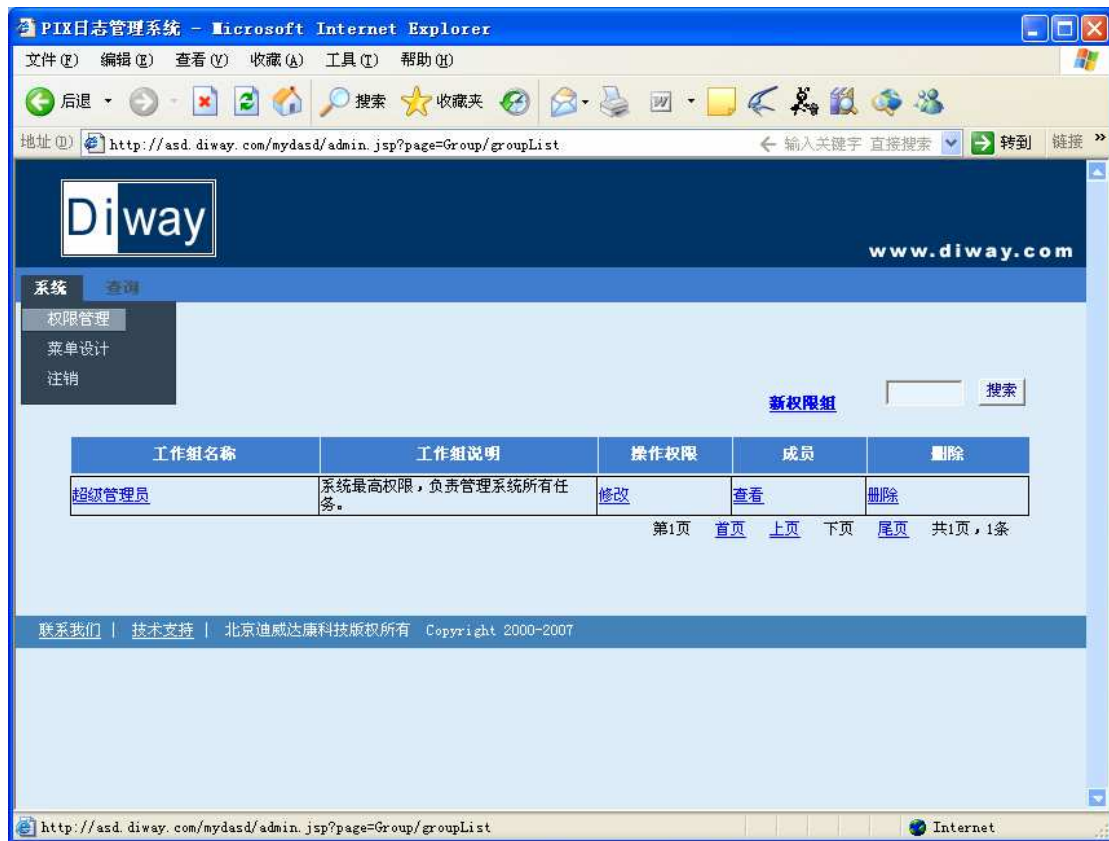 PIX日志管理系统 - Microsoft Internet Explorer
文件(F) 编辑(E) 查看(V) 收藏(A) 工具(T) 帮助(H)
后退 搜索 收藏夹
地址(D) http://asd.diway.com/mydasd/admin.jsp?page=Group/groupList 输入关键字 直接搜索 转到 链接 »
Diway
www.diway.com
系统 查询
权限管理
菜单设计
注销
新权限组 搜索
工作组名称 工作组说明 操作权限 成员 删除
超级管理员 系统最高权限，负责管理系统所有任
务。 修改 查看 删除
第1页 首页 上页 下页 尾页 共1页，1条
联系我们 | 技术支持 | 北京迪威达康科技版权所有 Copyright 2000-2007
http://asd.diway.com/mydasd/admin.jsp?page=Group/groupList Internet